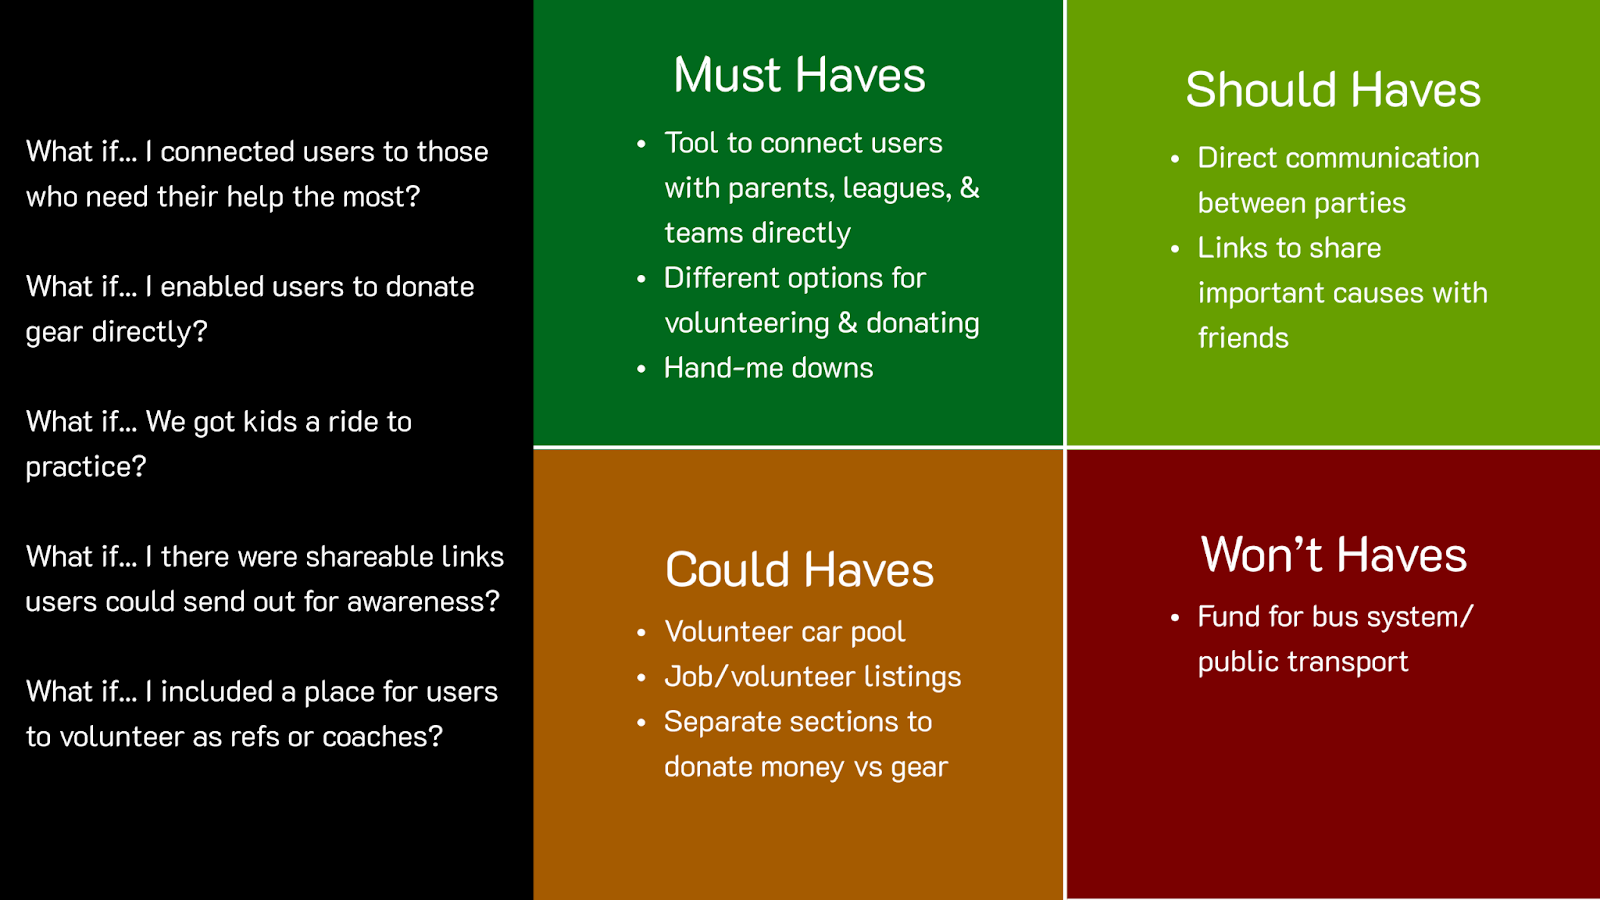 What if... I connected users to those
who need their help the most?
What if... I enabled users to donate
gear directly?
What if... We got kids a ride to
practice?
What if... I there were shareable links
users could send out for awareness?
What if... I included a place for users
to volunteer as refs or coaches?
Must Haves
• Tool to connect users
with parents, leagues, &
teams directly
• Different options for
volunteering & donating
• Hand-me downs
Should Haves
• Direct communication
between parties
• Links to share
important causes with
friends
Could Haves
• Volunteer car pool
• Job/volunteer listings
• Separate sections to
donate money vs gear
Won't Haves
• Fund for bus system/
public transport